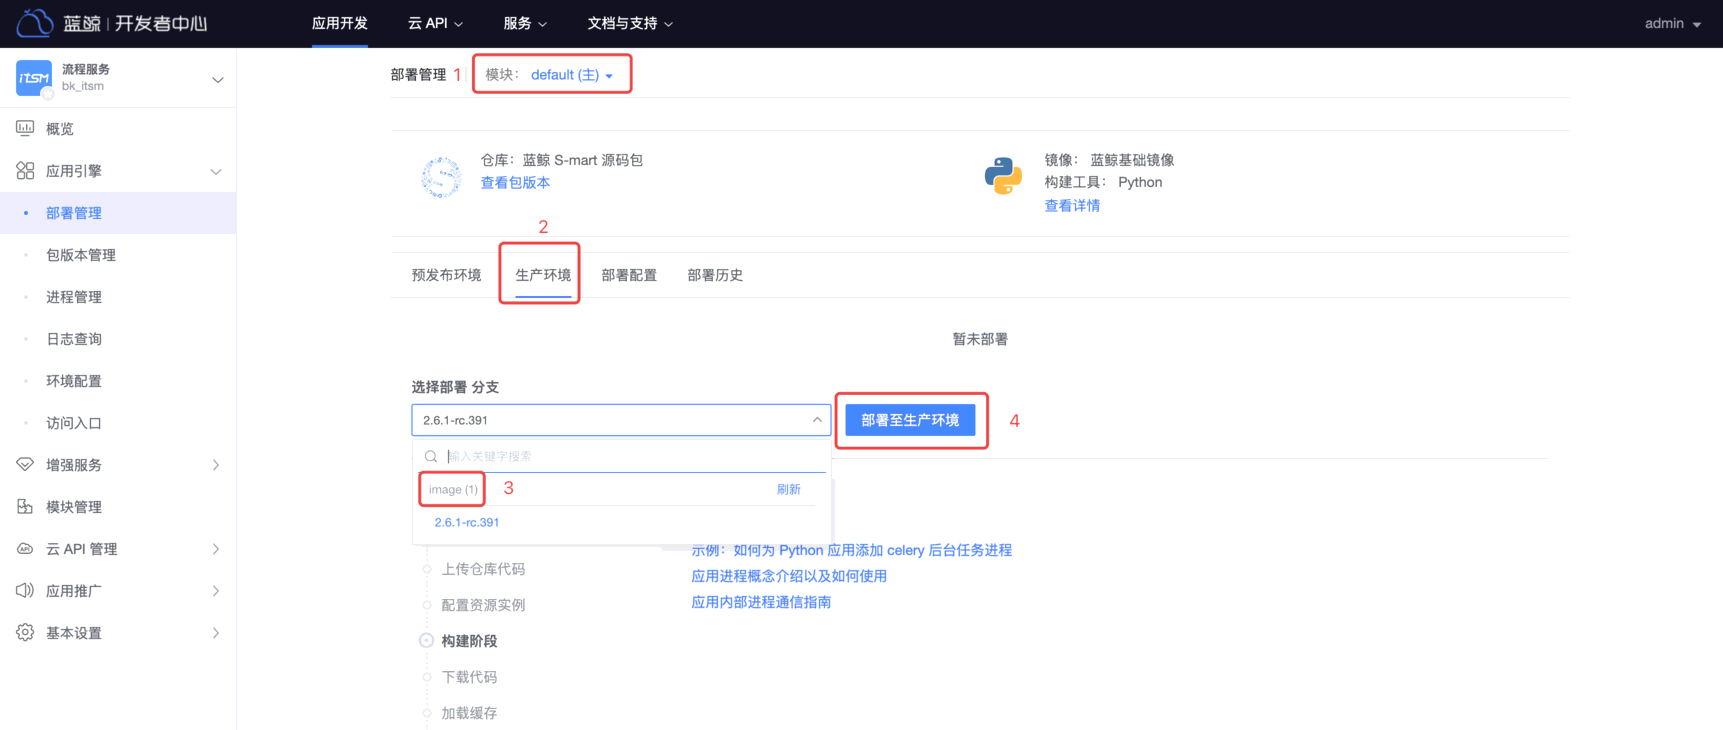 蓝鲸 | 开发者中心
应用开发
云 API
服务
文档与支持
admin
iTSM
流程服务
bk_itsm
概览
应用引擎
部署管理
包版本管理
进程管理
日志查询
环境配置
访问入口
增强服务
模块管理
云 API 管理
应用推广
基本设置
部署管理 1
模块： default (主)
仓库： 蓝鲸 S-mart 源码包
查看包版本
镜像： 蓝鲸基础镜像
构建工具： Python
查看详情
2
预发布环境
生产环境
部署配置
部署历史
暂未部署
选择部署 分支
2.6.1-rc.391
部署至生产环境
4
输入关键字搜索
image (1)
3
刷新
2.6.1-rc.391
示例：如何为 Python 应用添加 celery 后台任务进程
应用进程概念介绍以及如何使用
应用内部进程通信指南
上传仓库代码
配置资源实例
构建阶段
下载代码
加载缓存